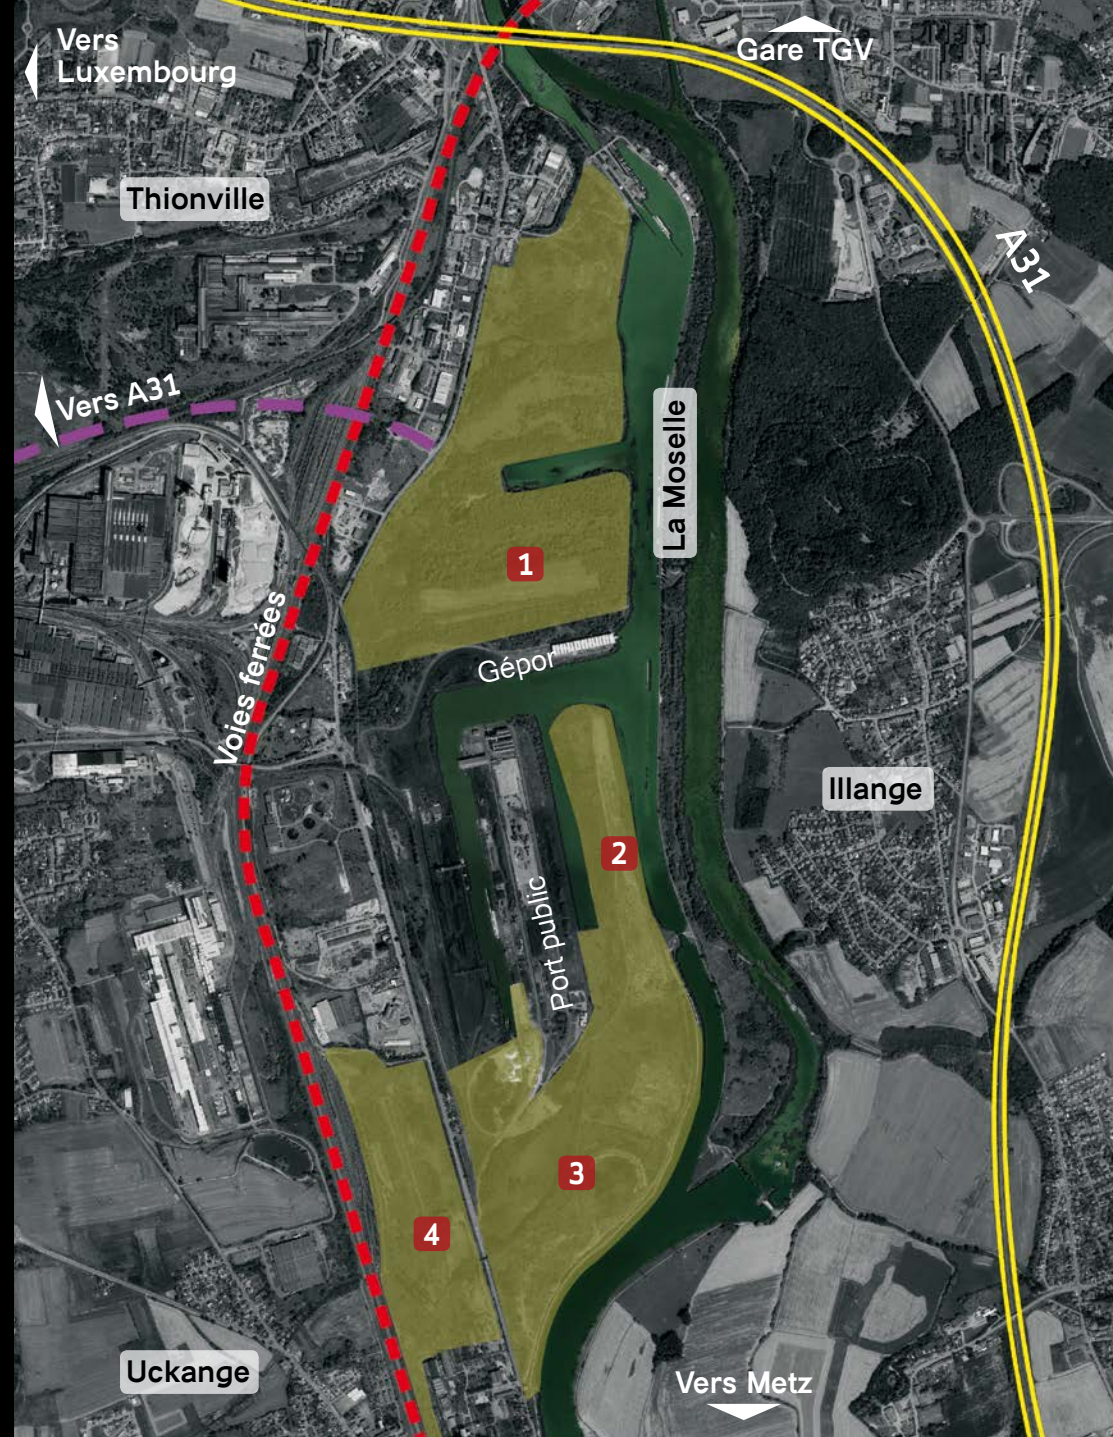 Vers
Luxembourg
Gare TGV
Thionville
A31
Vers A31
La Moselle
1
Gépor
Voies ferrées
Illange
2
Port public
3
4
Uckange
Vers Metz